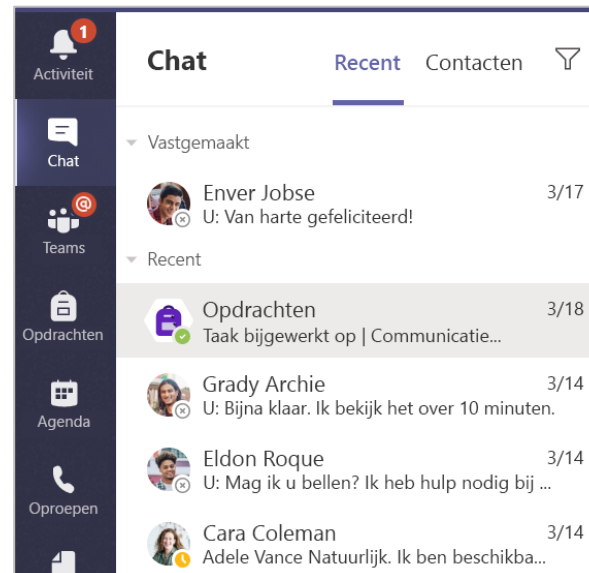 1
Activiteit
Chat
@
Teams
Opdrachten
Agenda
Oproepen
Chat Recent Contacten
Vastgemaakt
Enver Jobse 3/17
U: Van harte gefeliciteerd!
Recent
Opdrachten 3/18
Taak bijgewerkt op | Communicatie...
Grady Archie 3/14
U: Bijna klaar. Ik bekijk het over 10 minuten.
Eldon Roque 3/14
U: Mag ik u bellen? Ik heb hulp nodig bij ...
Cara Coleman 3/14
Adele Vance Natuurlijk. Ik ben beschikba...